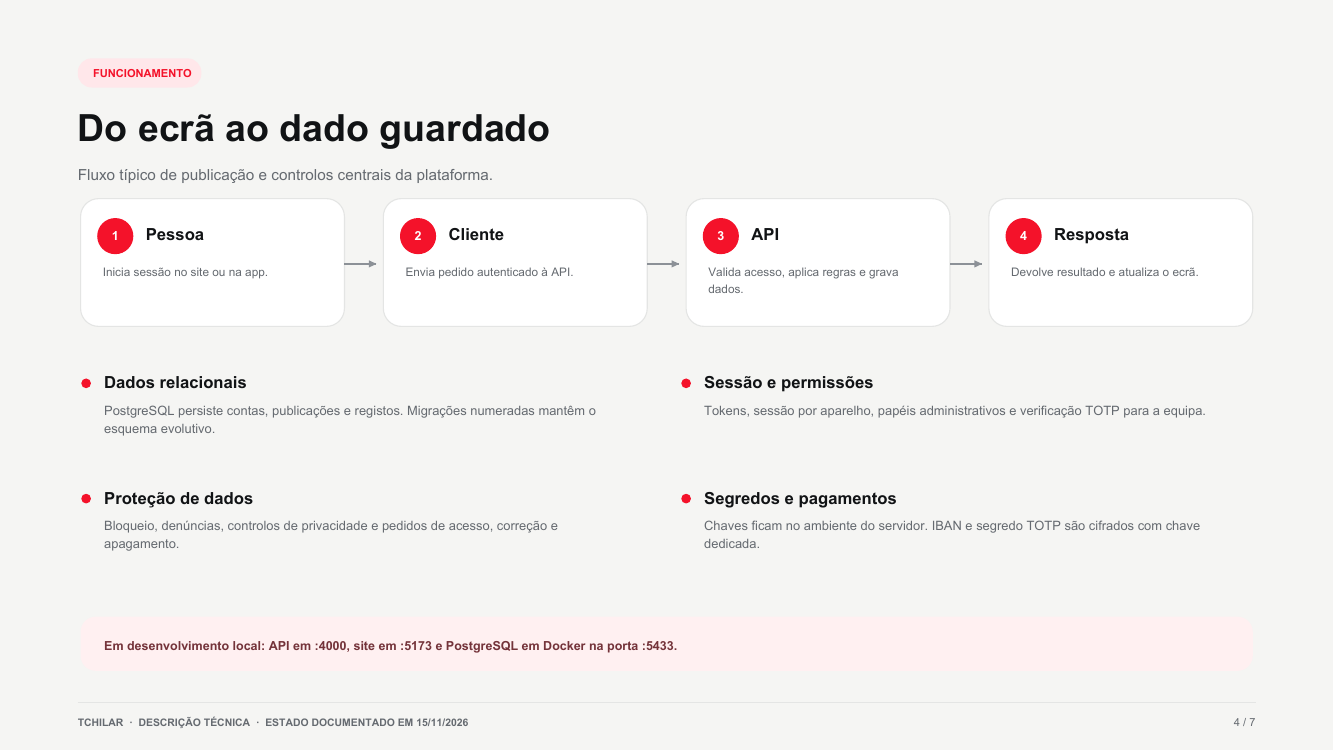 FUNCIONAMENTO
Do ecrã ao dado guardado
Fluxo típico de publicação e controlos centrais da plataforma.
1 Pessoa
Inicia sessão no site ou na app.
2 Cliente
Envia pedido autenticado à API.
3 API
Valida acesso, aplica regras e grava
dados.
4 Resposta
Devolve resultado e atualiza o ecrã.
Dados relacionais
PostgreSQL persiste contas, publicações e registos. Migrações numeradas mantêm o
esquema evolutivo.
Sessão e permissões
Tokens, sessão por aparelho, papéis administrativos e verificação TOTP para a equipa.
Proteção de dados
Bloqueio, denúncias, controlos de privacidade e pedidos de acesso, correção e
apagamento.
Segredos e pagamentos
Chaves ficam no ambiente do servidor. IBAN e segredo TOTP são cifrados com chave
dedicada.
Em desenvolvimento local: API em :4000, site em :5173 e PostgreSQL em Docker na porta :5433.
TCHILAR · DESCRIÇÃO TÉCNICA · ESTADO DOCUMENTADO EM 15/11/2026
4 / 7